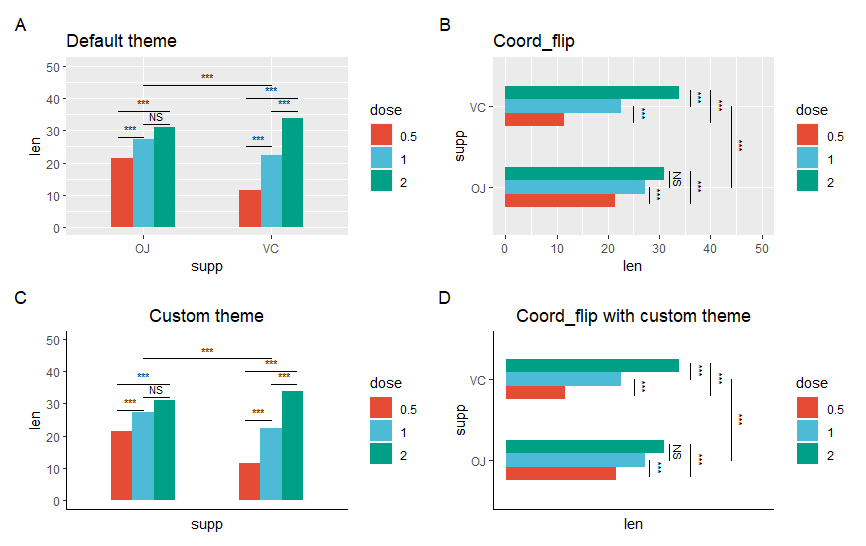 A
Default theme
50
40
30
20
10
0
len
***
***
***
NS
***
***
***
OJ
VC
supp
dose
0.5
1
2
B
Coord_flip
VC
OJ
supp
***
***
***
***
NS
***
***
0
10
20
30
40
50
len
dose
0.5
1
2
C
Custom theme
50
40
30
20
10
0
len
***
***
***
NS
***
***
***
supp
dose
0.5
1
2
D
Coord_flip with custom theme
VC
OJ
supp
***
***
***
***
NS
***
***
len
dose
0.5
1
2